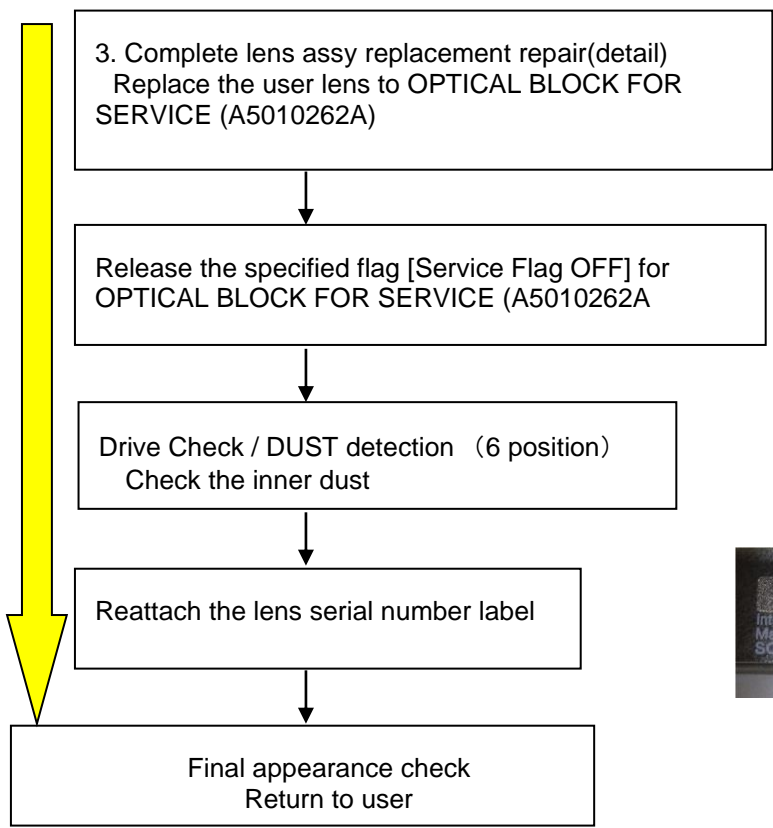 3. Complete lens assy replacement repair(detail)
Replace the user lens to OPTICAL BLOCK FOR
SERVICE (A5010262A)
Release the specified flag [Service Flag OFF] for
OPTICAL BLOCK FOR SERVICE (A5010262A
Drive Check / DUST detection （6 position）
Check the inner dust
Reattach the lens serial number label
Final appearance check
Return to user